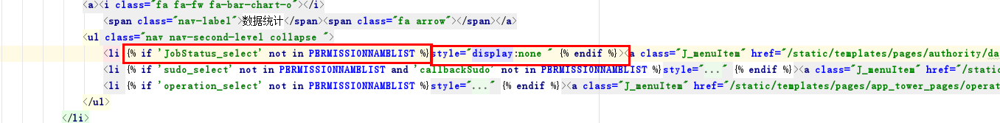 <a><i class="fa fa-fw fa-bar-chart-o"></i>
<span class="nav-label">数据统计</span><span class="fa arrow"></span></a>
<ul class="nav nav-second-level collapse ">
<li {% if 'JobStatus_select' not in PERMISSIONNAMELIST %}style="display:none " {% endif %}><a class="J_menuItem" href="/static/templates/pages/authority/da
<li {% if 'sudo_select' not in PERMISSIONNAMELIST and 'callbackSudo' not in PERMISSIONNAMELIST %}style="..." {% endif %}><a class="J_menuItem" href="/stati
<li {% if 'operation_select' not in PERMISSIONNAMELIST %}style="..." {% endif %}><a class="J_menuItem" href="/static/templates/pages/app_tower_pages/operat
</ul>
</li>